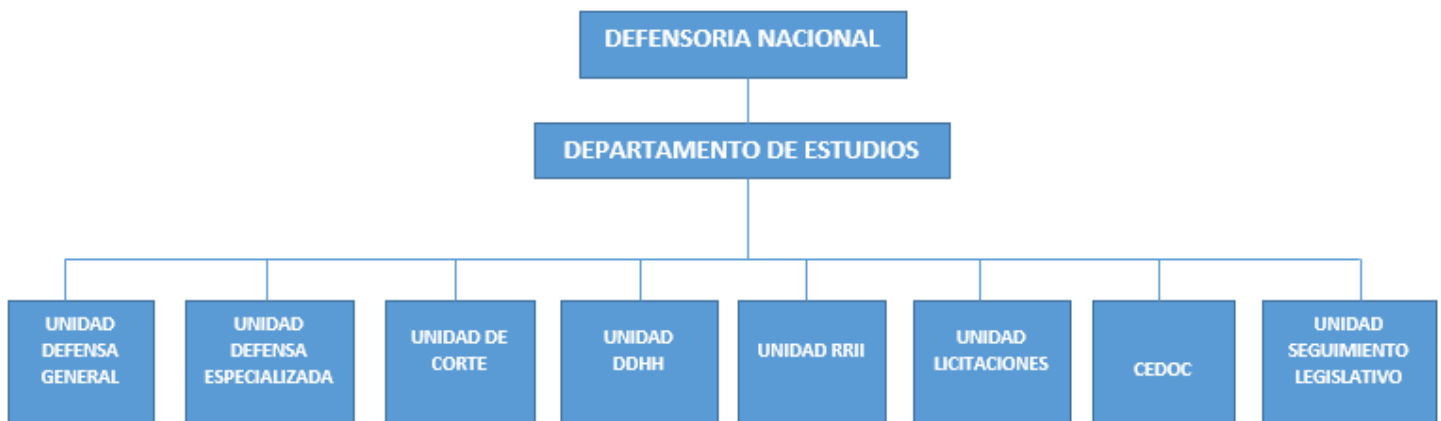 DEFENSORIA NACIONAL
DEPARTAMENTO DE ESTUDIOS
UNIDAD
DEFENSA
GENERAL
UNIDAD
DEFENSA
ESPECIALIZADA
UNIDAD DE
CORTE
UNIDAD
DDHH
UNIDAD RRII
UNIDAD
LICITACIONES
CEDOC
UNIDAD
SEGUIMIENTO
LEGISLATIVO